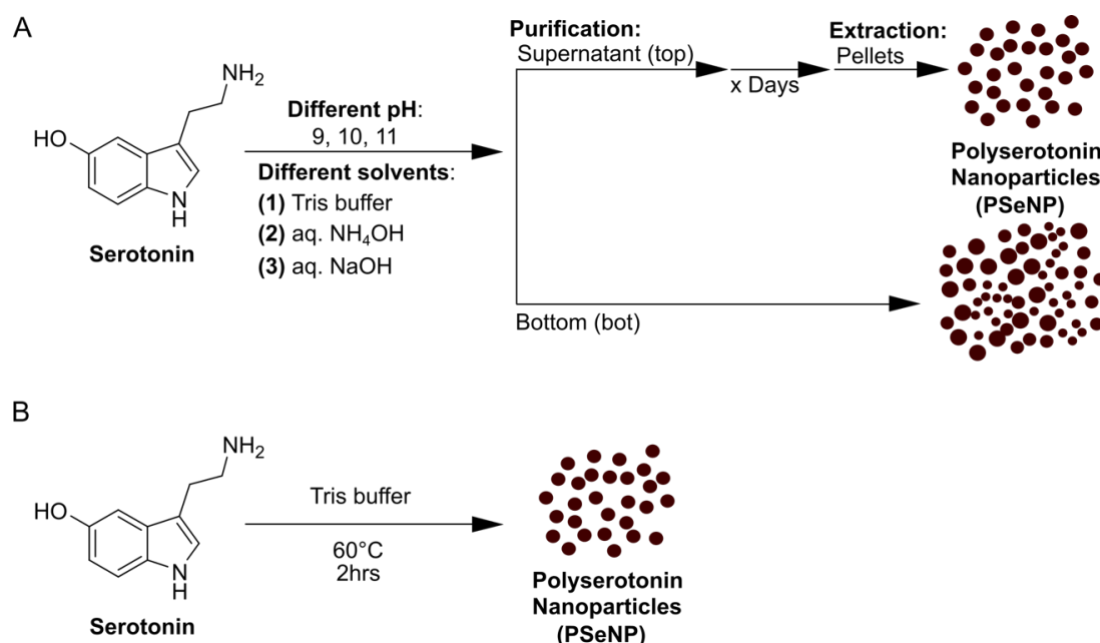 A
NH₂
HO
N
H
Serotonin
Different pH:
9, 10, 11
Different solvents:
(1) Tris buffer
(2) aq. NH₄OH
(3) aq. NaOH
Purification:
Supernatant (top)
x Days
Extraction:
Pellets
Polyserotonin
Nanoparticles
(PSeNP)
Bottom (bot)
B
NH₂
HO
N
H
Serotonin
Tris buffer
60°C
2hrs
Polyserotonin
Nanoparticles
(PSeNP)